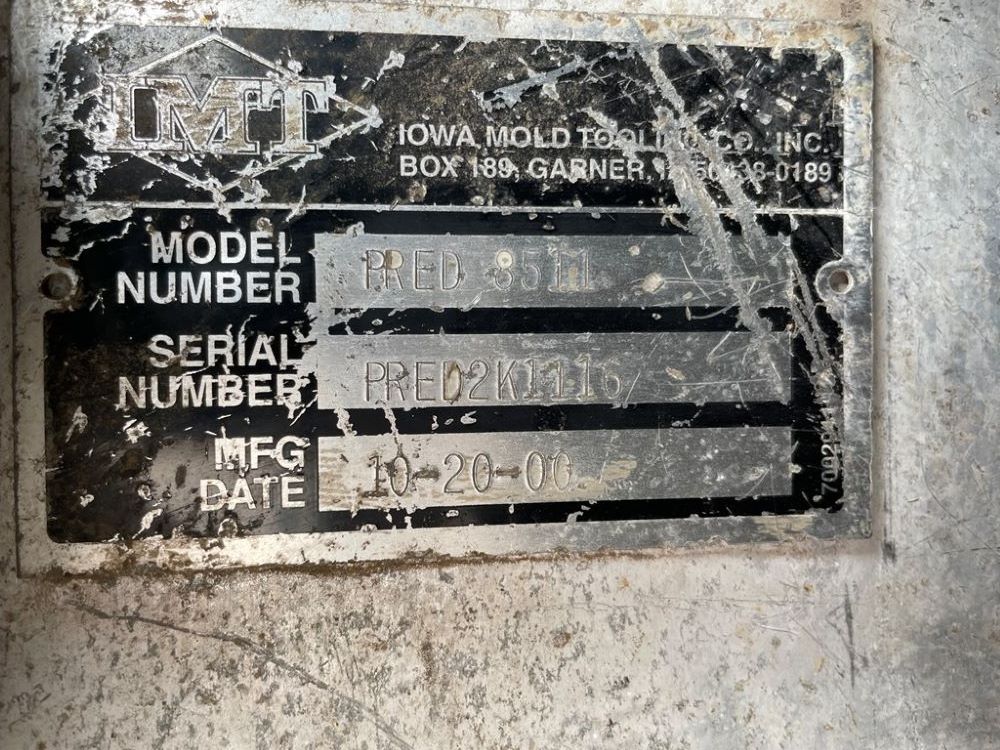 IMT
IOWA MOLD TOOLING CO., INC.
BOX 189, GARNER,
MODEL NUMBER PRED 8511
SERIAL NUMBER PRED2K1116
MFG DATE 10-20-00